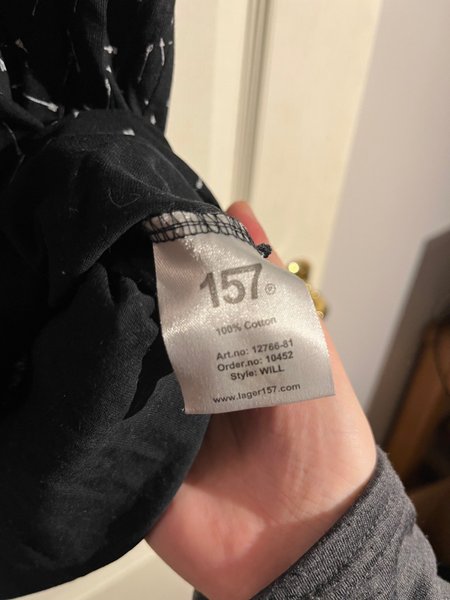 157®
100% Cotton
Art.no: 12766-81
Order.no: 10452
Style: WILL
www.lager157.com